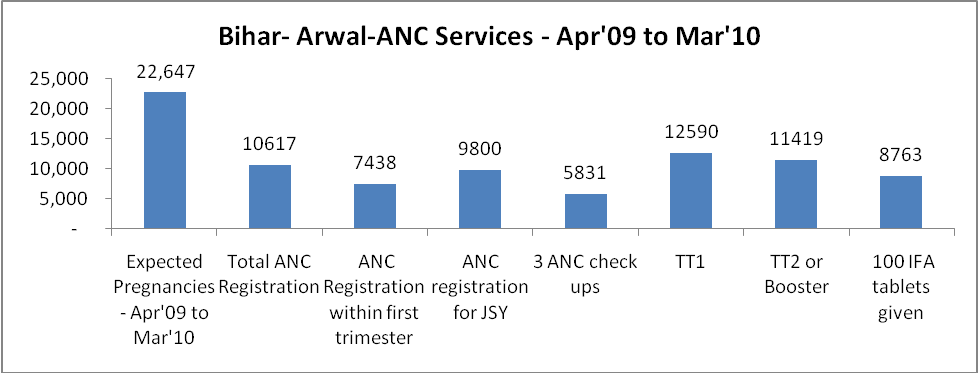 Bihar- Arwal-ANC Services - Apr'09 to Mar'10
25,000
20,000
15,000
10,000
5,000
-
22,647
10617
7438
9800
5831
12590
11419
8763
Expected
Pregnancies
- Apr'09 to
Mar'10
Total ANC
Registration
ANC
Registration
within first
trimester
ANC
registration
for JSY
3 ANC check
ups
TT1
TT2 or
Booster
100 IFA
tablets
given